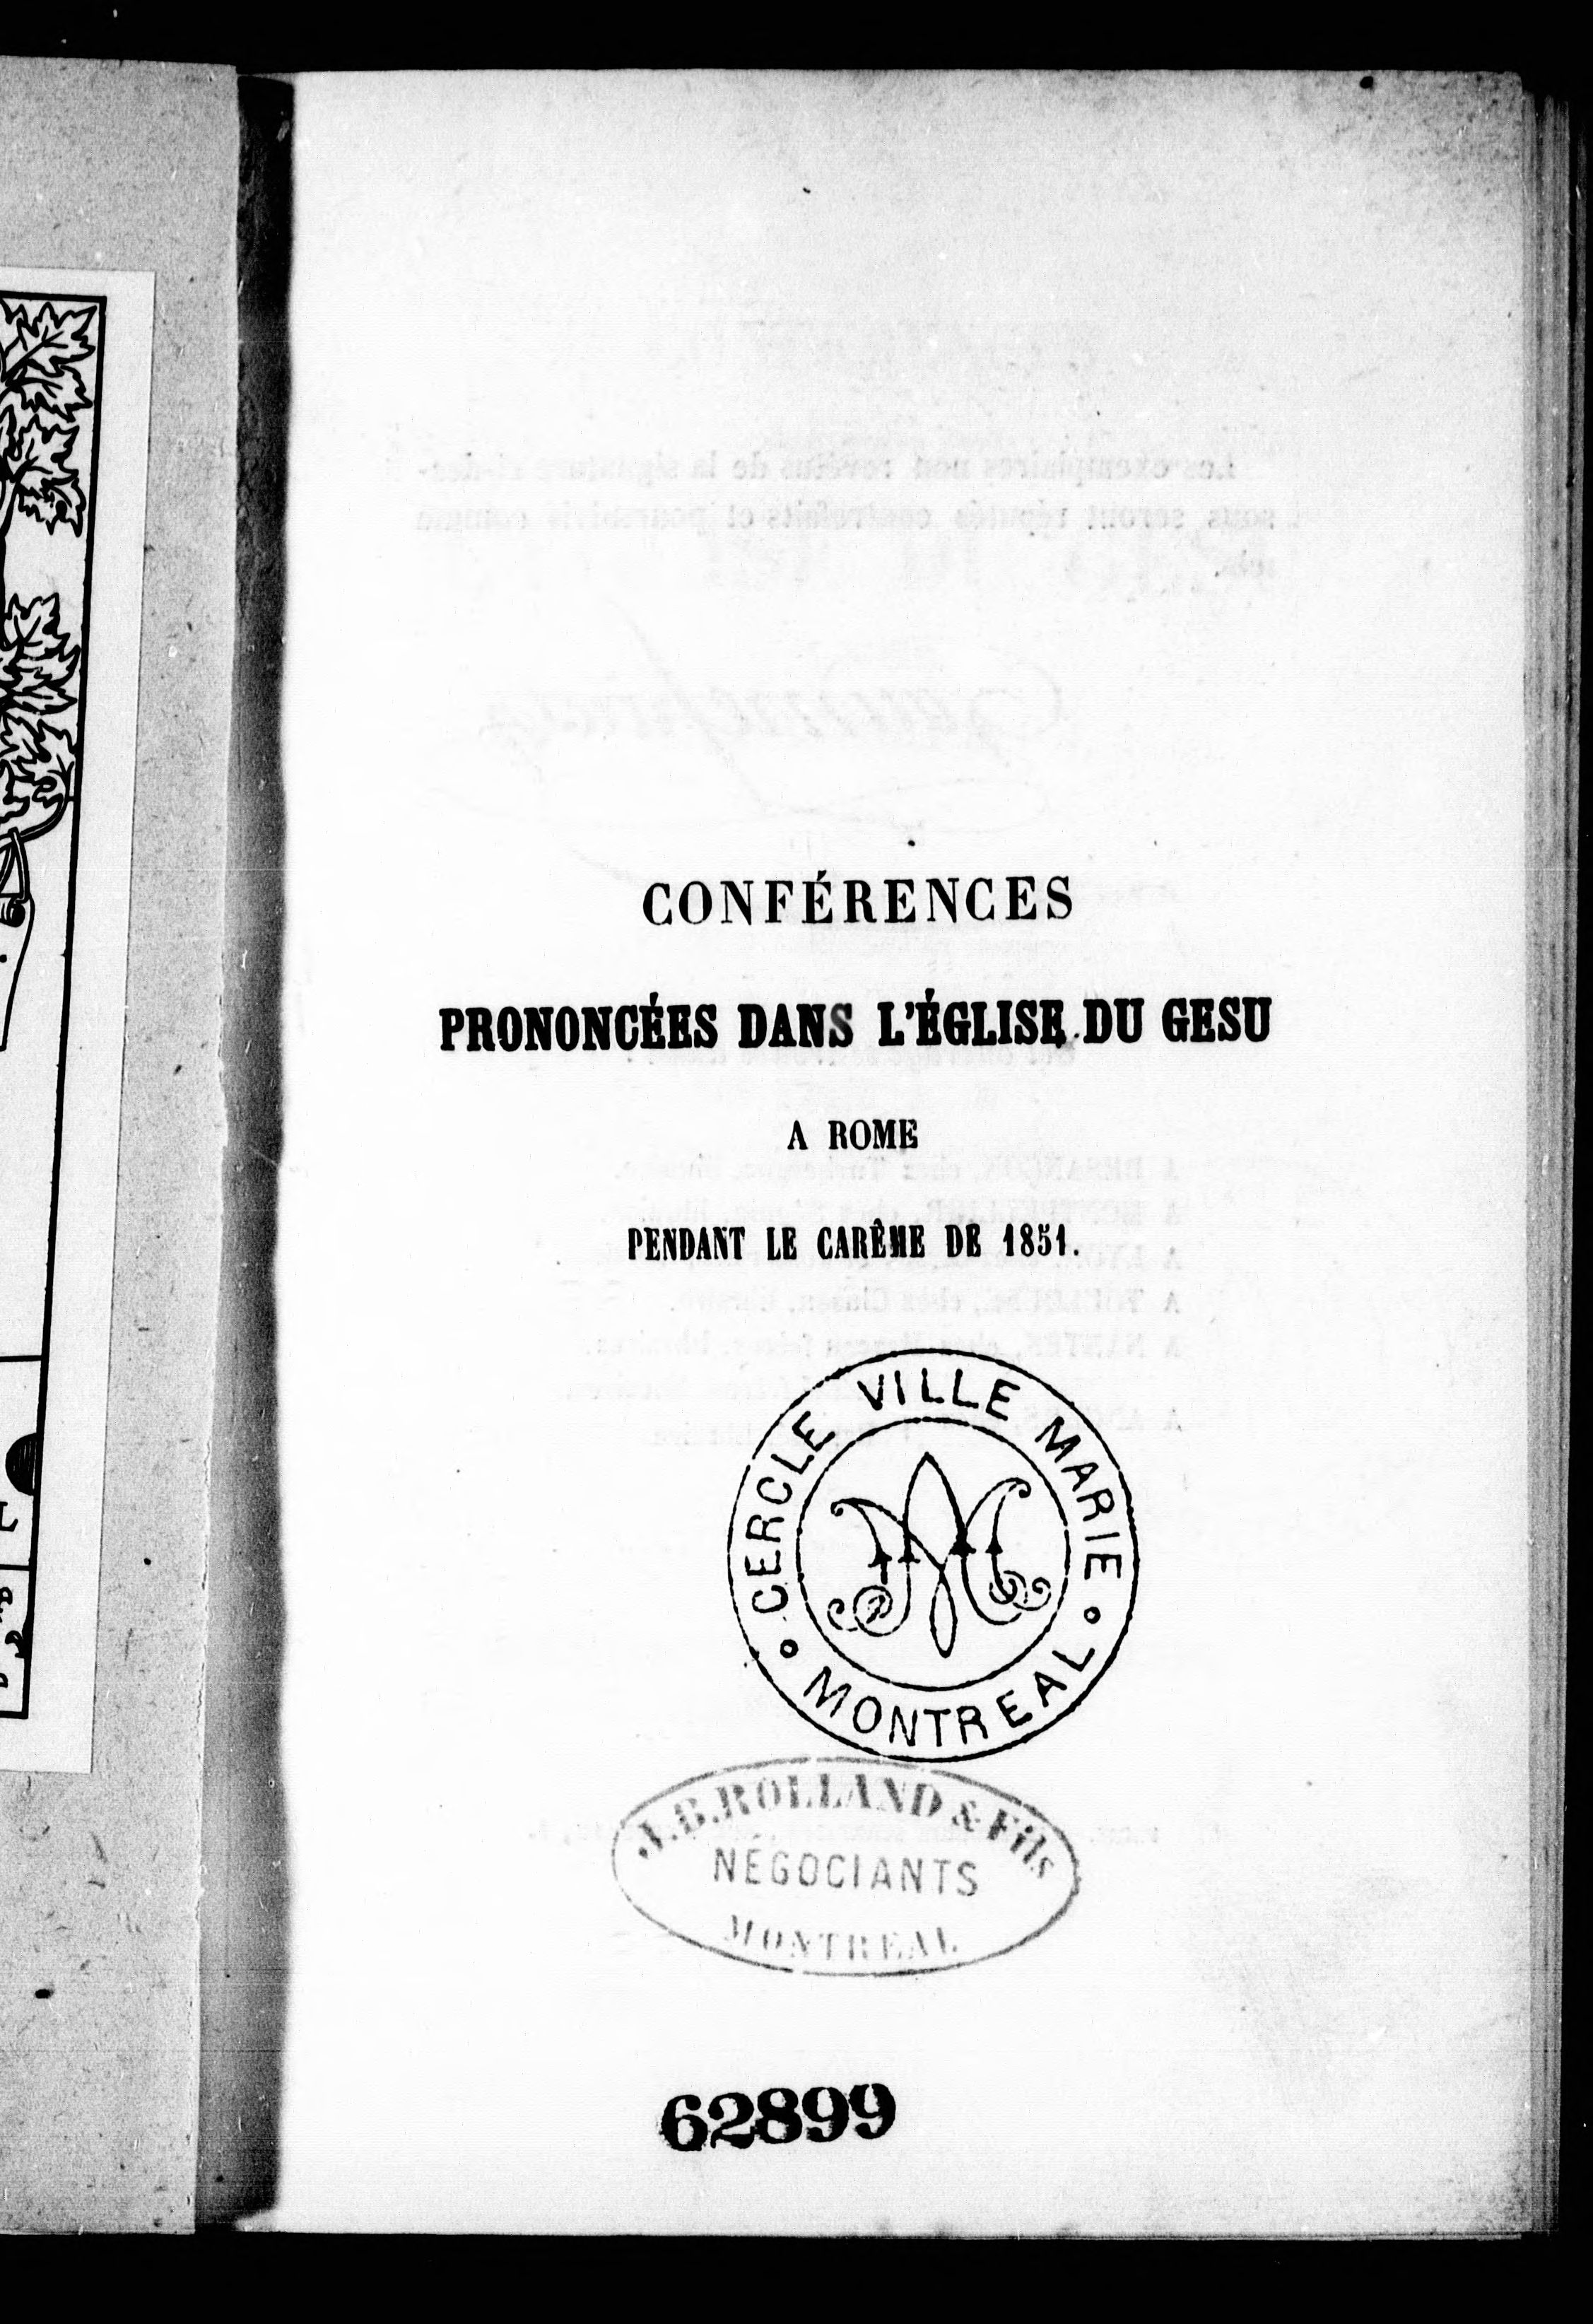 CONFÉRENCES
PRONONCÉES DANS L'ÉGLISE DU GESU
A ROME
PENDANT LE CARÊME DE 1851.
CERCLE VILLE MARIE
MONTREAL
J.B. ROLLAND & Fils
NÉGOCIANTS
MONTREAL
62899